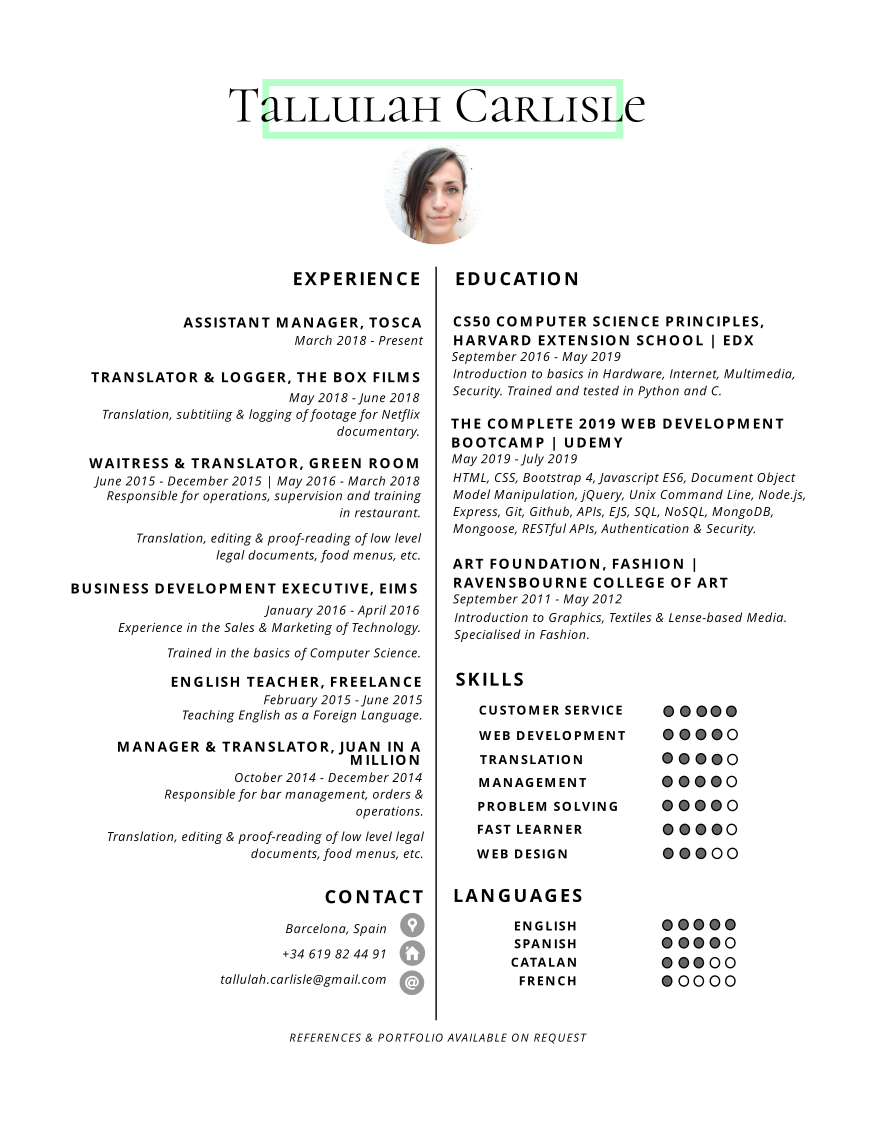 Tallulah Carlisle
EXPERIENCE
ASSISTANT MANAGER, TOSCA
March 2018 - Present
TRANSLATOR & LOGGER, THE BOX FILMS
May 2018 - June 2018
Translation, subtitiing & logging of footage for Netflix
documentary.
WAITRESS & TRANSLATOR, GREEN ROOM
June 2015 - December 2015 | May 2016 - March 2018
Responsible for operations, supervision and training
in restaurant.
Translation, editing & proof-reading of low level
legal documents, food menus, etc.
BUSINESS DEVELOPMENT EXECUTIVE, EIMS
January 2016 - April 2016
Experience in the Sales & Marketing of Technology.
Trained in the basics of Computer Science.
ENGLISH TEACHER, FREELANCE
February 2015 - June 2015
Teaching English as a Foreign Language.
MANAGER & TRANSLATOR, JUAN IN A
MILLION
October 2014 - December 2014
Responsible for bar management, orders &
operations.
Translation, editing & proof-reading of low level legal
documents, food menus, etc.
CONTACT
Barcelona, Spain
+34 619 82 44 91
tallulah.carlisle@gmail.com
EDUCATION
CS50 COMPUTER SCIENCE PRINCIPLES,
HARVARD EXTENSION SCHOOL | EDX
September 2016 - May 2019
Introduction to basics in Hardware, Internet, Multimedia,
Security. Trained and tested in Python and C.
THE COMPLETE 2019 WEB DEVELOPMENT
BOOTCAMP | UDEMY
May 2019 - July 2019
HTML, CSS, Bootstrap 4, Javascript ES6, Document Object
Model Manipulation, jQuery, Unix Command Line, Node.js,
Express, Git, Github, APIs, EJS, SQL, NoSQL, MongoDB,
Mongoose, RESTful APIs, Authentication & Security.
ART FOUNDATION, FASHION |
RAVENSBOURNE COLLEGE OF ART
September 2011 - May 2012
Introduction to Graphics, Textiles & Lense-based Media.
Specialised in Fashion.
SKILLS
CUSTOMER SERVICE
WEB DEVELOPMENT
TRANSLATION
MANAGEMENT
PROBLEM SOLVING
FAST LEARNER
WEB DESIGN
LANGUAGES
ENGLISH
SPANISH
CATALAN
FRENCH
REFERENCES & PORTFOLIO AVAILABLE ON REQUEST